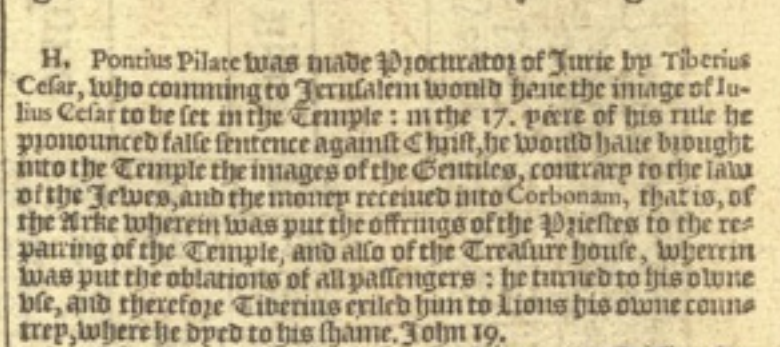 H. Pontius Pilate was made Procurator of Jurie by Tiberius
Cesar, who comming to Jerusalem would haue the image of Iu-
lius Cesar to be set in the Temple: in the 17. yeere of his rule he
pronounced false sentence against Christ, he would haue brought
into the Temple the images of the Gentiles, contrary to the law
of the Jewes, and the money receiued into Corbonam, that is, of
the Arke wherein was put the offrings of the Priestes to the re-
pairing of the Temple, and also of the Treasure house, wherein
was put the oblations of all passengers: he turned to his owne
vse, and therefore Tiberius exiled him to Lions his owne coun-
trey, where he dyed to his shame. John 19.